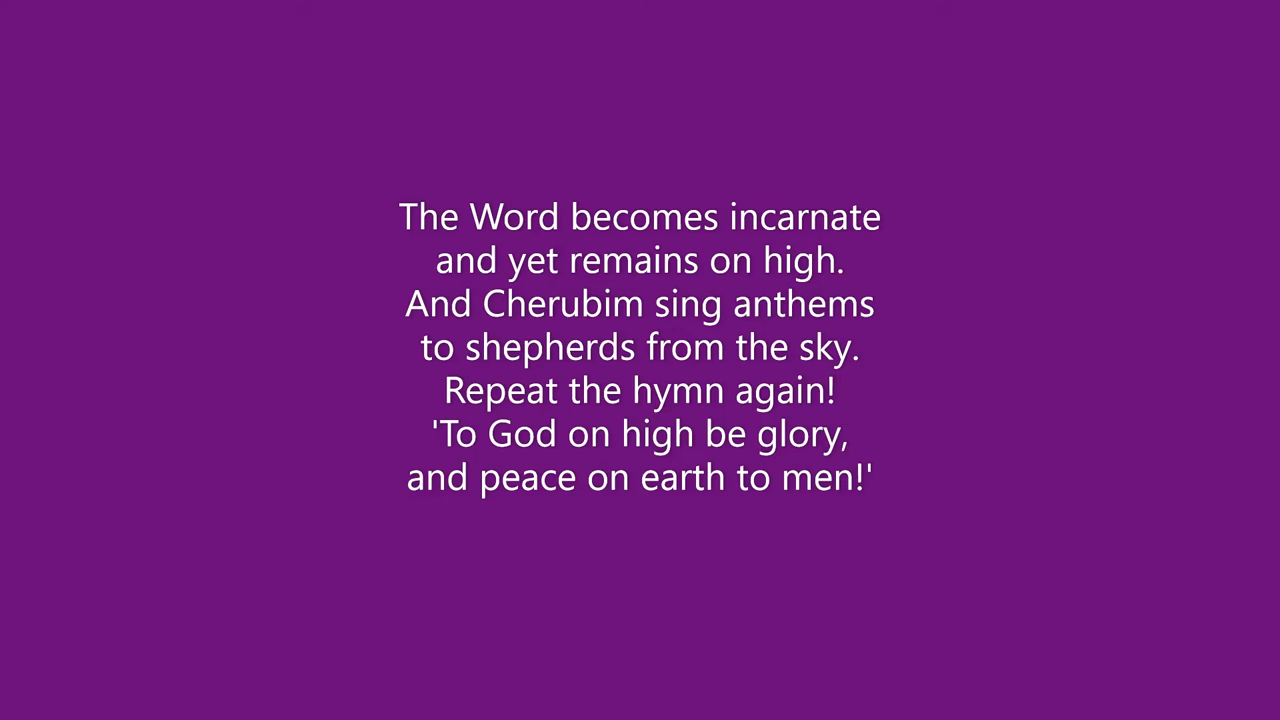 The Word becomes incarnate
and yet remains on high.
And Cherubim sing anthems
to shepherds from the sky.
Repeat the hymn again!
'To God on high be glory,
and peace on earth to men!'